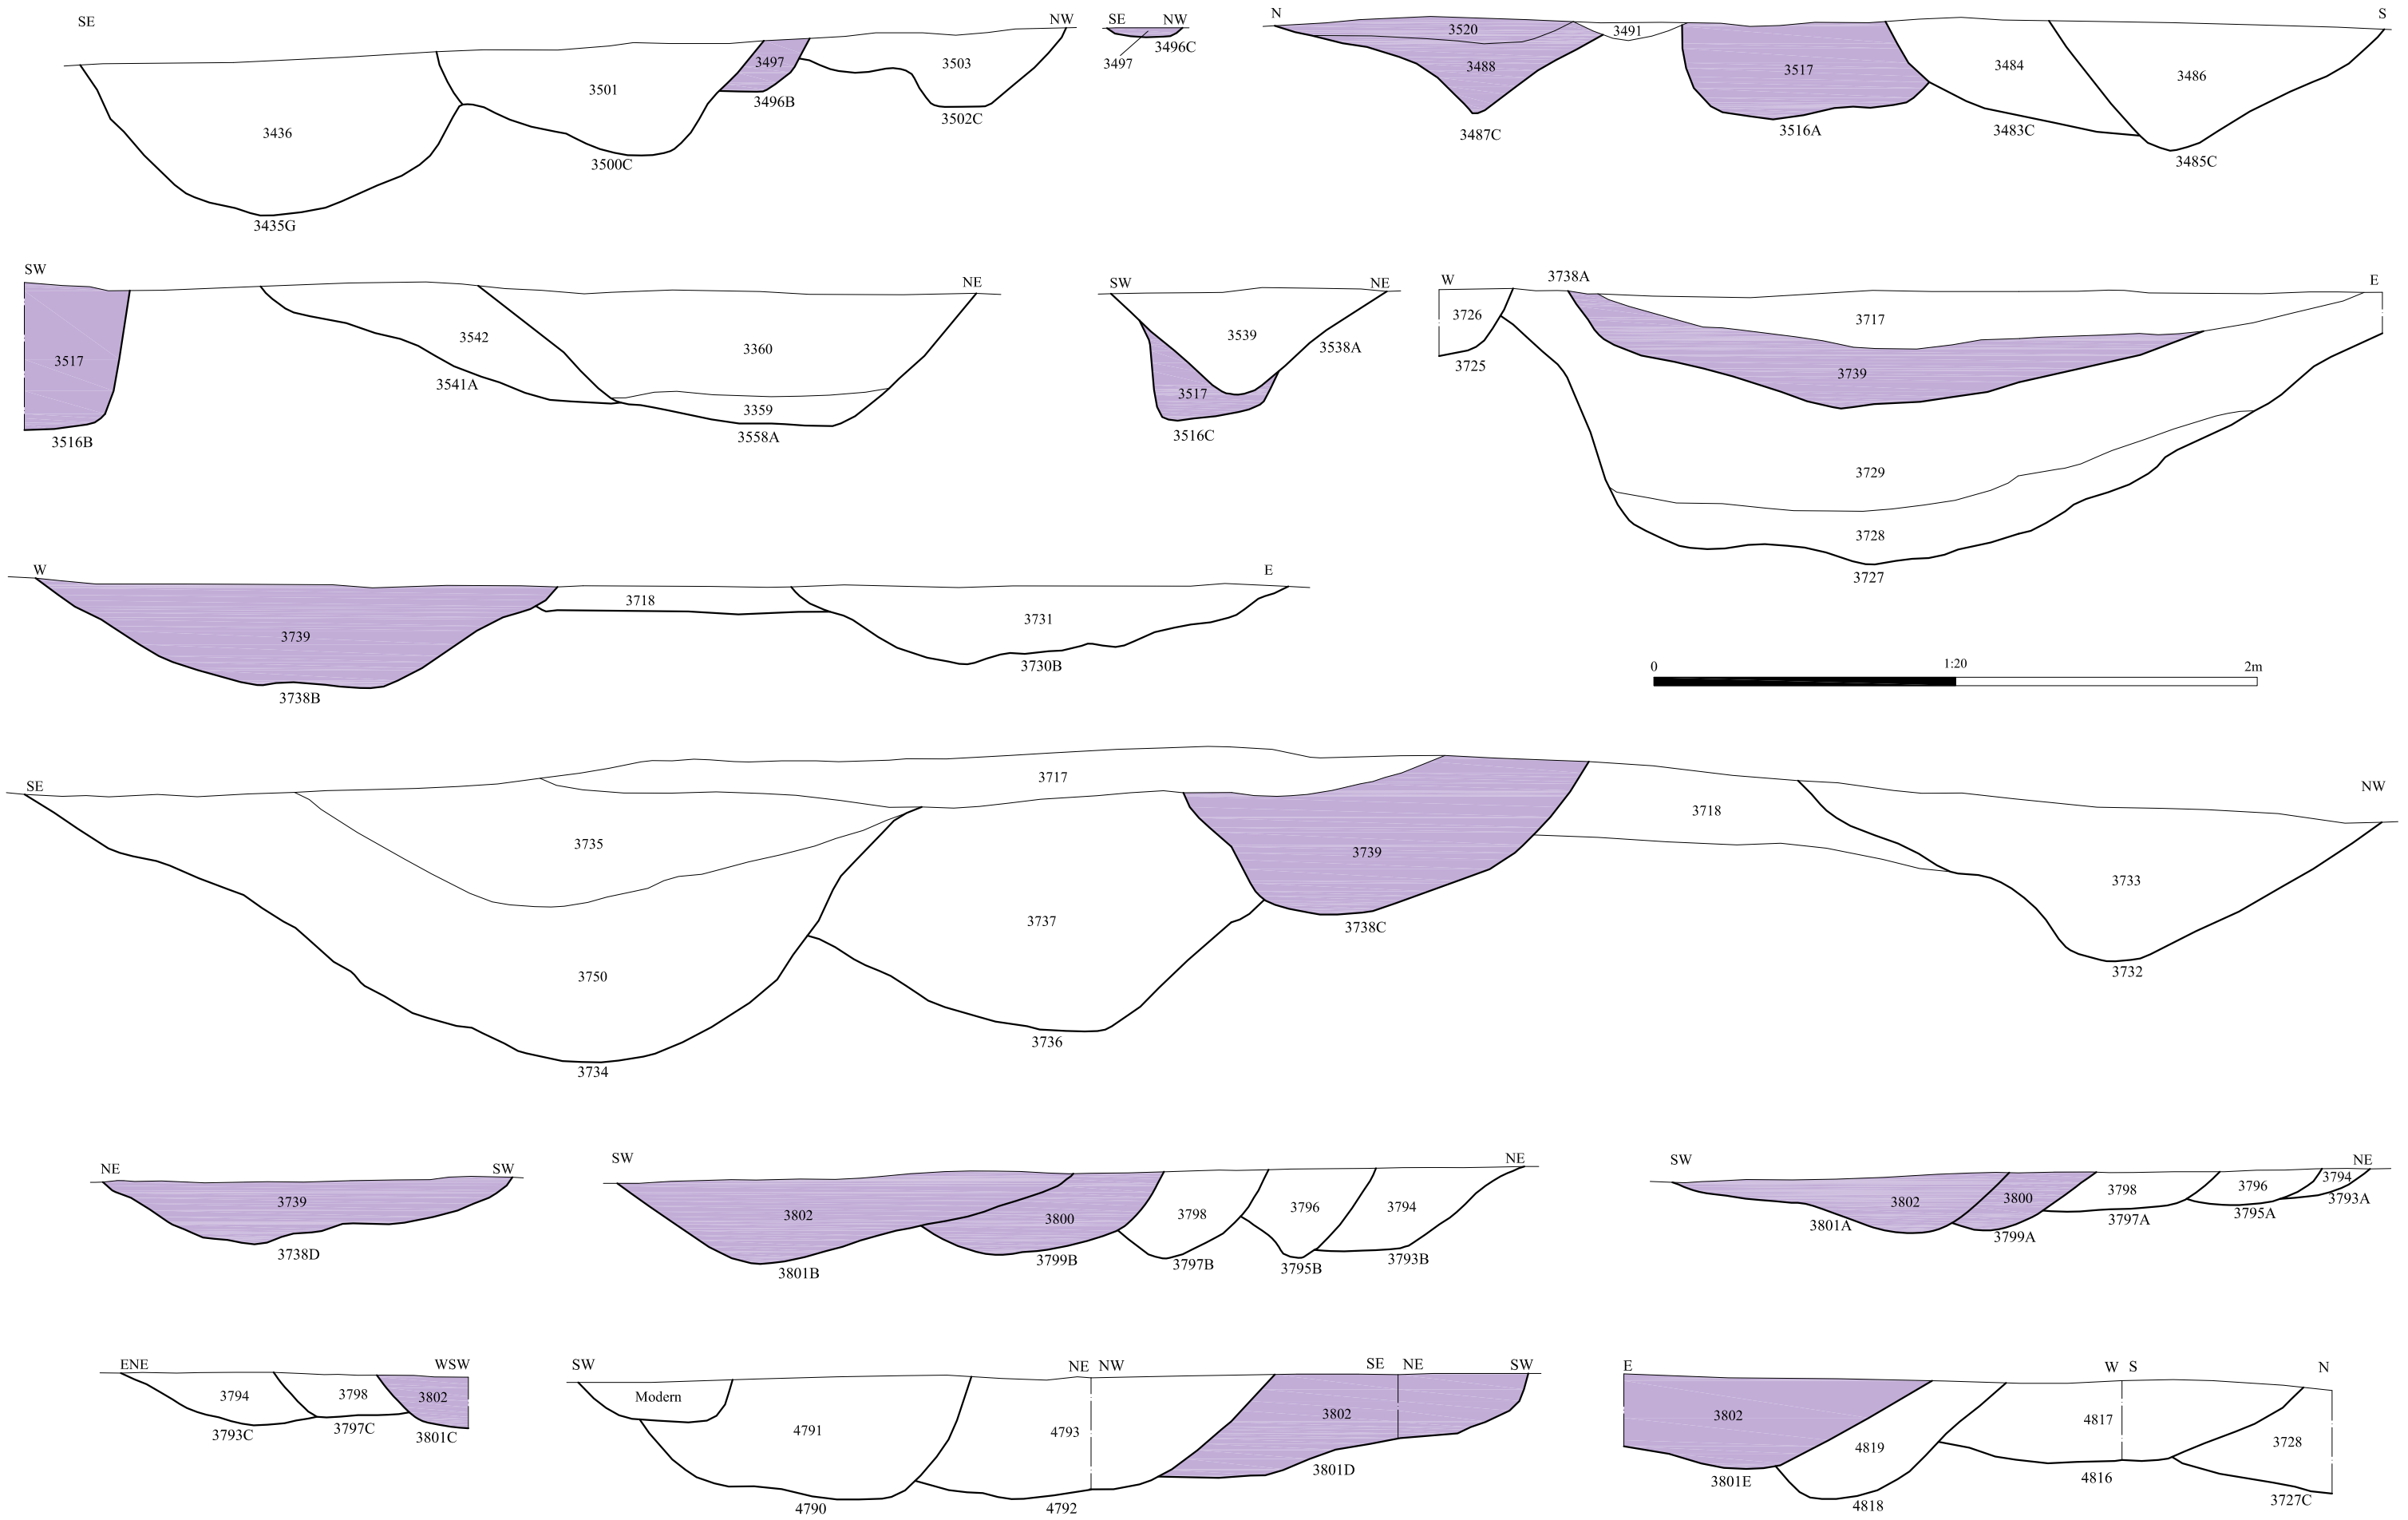 SE NW
3436 3501 3497 3503
3435G 3500C 3496B 3502C
SE NW
3497 3496C
N S
3520 3491
3488 3517 3484 3486
3487C 3516A 3483C 3485C
SW NE
3517 3542 3360
3359
3516B 3541A 3558A
SW NE
3539
3517 3538A
3516C
W 3738A E
3726 3717
3725 3739
3729
3728
3727
W E
3739 3718 3731
3738B 3730B
0 1:20 2m
SE NW
3717
3735 3739 3718
3737 3733
3750 3738C 3732
3734 3736
NE SW
3739
3738D
SW NE
3802 3800 3798 3796 3794
3801B 3799B 3797B 3795B 3793B
SW NE
3802 3800 3798 3796 3794
3801A 3799A 3797A 3795A 3793A
ENE WSW
3794 3798 3802
3793C 3797C 3801C
SW NE NW SE NE SW
Modern 4791 4793 3802
4790 4792 3801D
E W S N
3802 4819 4817 3728
3801E 4818 4816 3727C